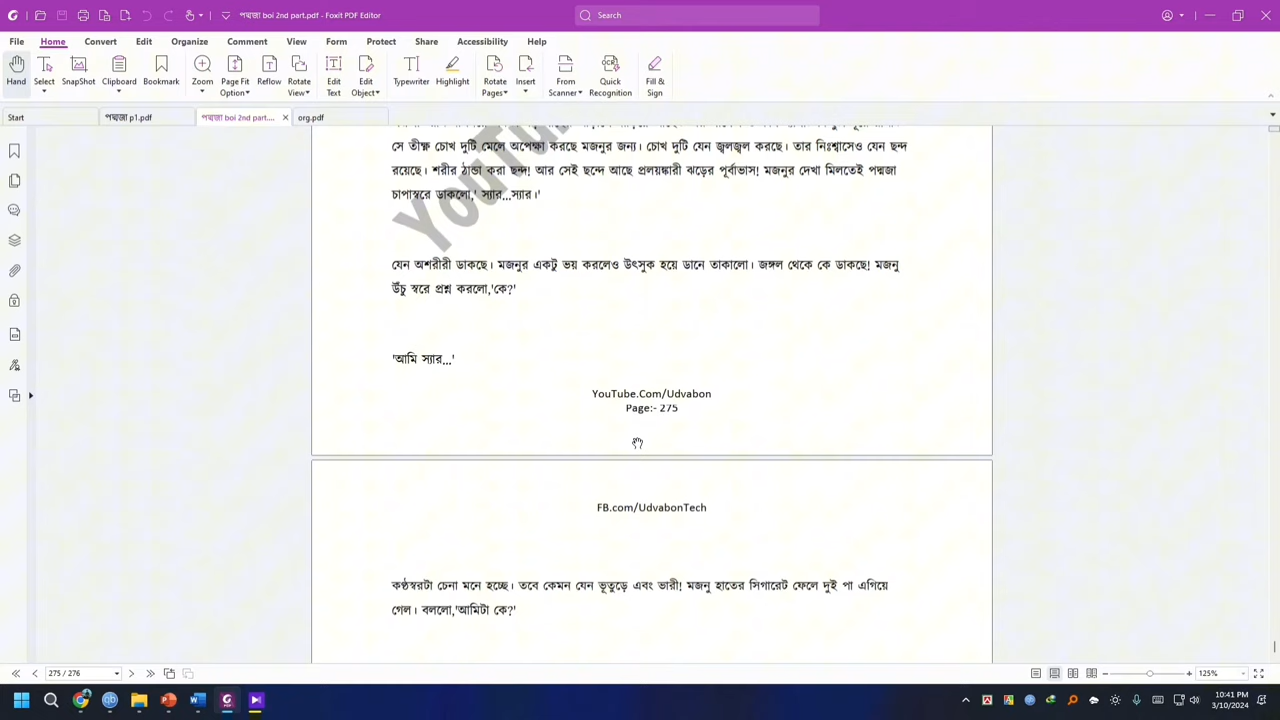 পদ্মজা boi 2nd part.pdf - Foxit PDF Editor
Search
File Home Convert Edit Organize Comment View Form Protect Share Accessibility Help
Hand Select SnapShot Clipboard Bookmark Zoom Page Fit Option Reflow Rotate View Edit Text Edit Object Typewriter Highlight Rotate Pages Insert From Scanner Quick Recognition Fill & Sign
Start পদ্মজা p1.pdf পদ্মজা boi 2nd part.... org.pdf
সে তীক্ষ্ণ চোখ দুটি মেলে অপেক্ষা করছে মজনুর জন্য। চোখ দুটি যেন জ্বলজ্বল করছে। তার নিঃশ্বাসেও যেন ছন্দ
রয়েছে। শরীর ঠান্ডা করা ছন্দ! আর সেই ছন্দে আছে প্রলয়ঙ্কারী ঝড়ের পূর্বাভাস! মজনুর দেখা মিলতেই পদ্মজা
চাপাস্বরে ডাকলো,' স্যার...স্যার।'
যেন অশরীরী ডাকছে। মজনুর একটু ভয় করলেও উৎসুক হয়ে ডানে তাকালো। জঙ্গল থেকে কে ডাকছে! মজনু
উঁচু স্বরে প্রশ্ন করলো,'কে?'
'আমি স্যার...'
YouTube.Com/Udvabon
Page:- 275
FB.com/UdvabonTech
কণ্ঠস্বরটা চেনা মনে হচ্ছে। তবে কেমন যেন ভূতুড়ে এবং ভারী! মজনু হাতের সিগারেট ফেলে দুই পা এগিয়ে
গেল। বললো,'আমিটা কে?'
275 / 276
125%
10:41 PM
3/10/2024